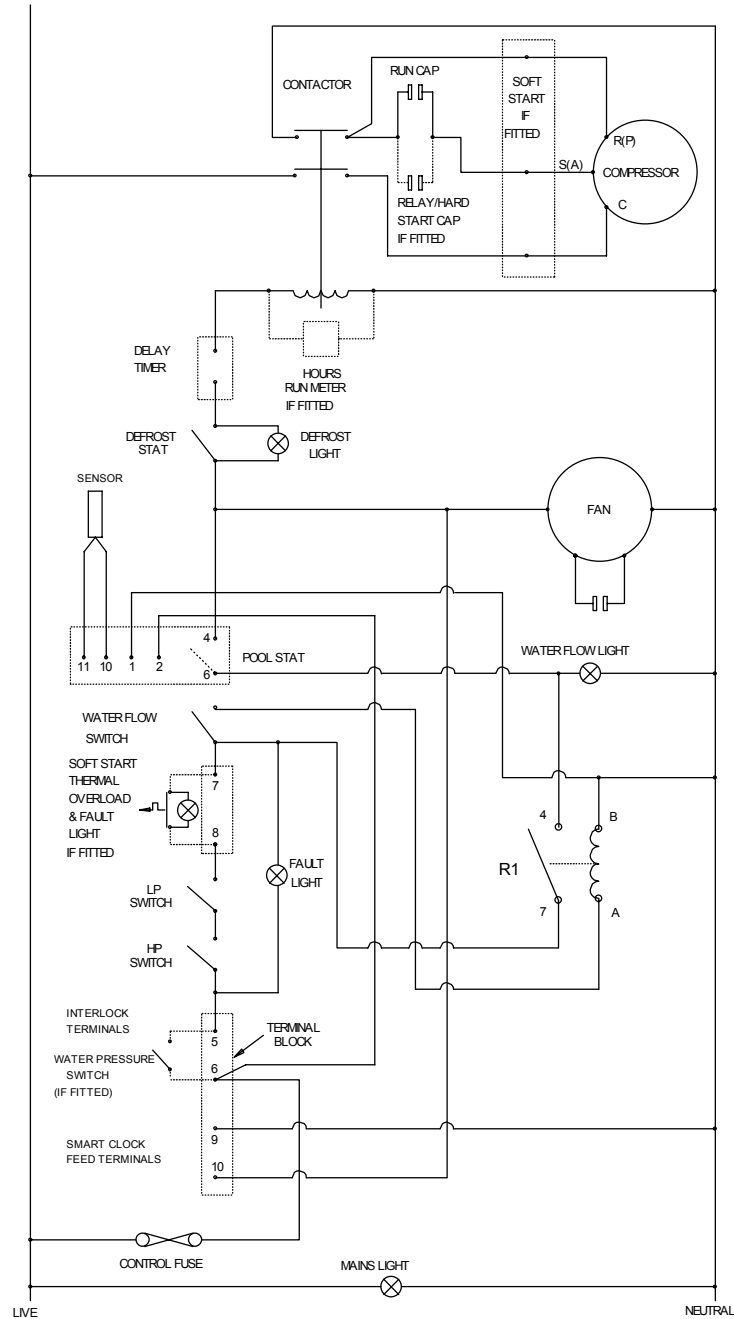 CONTACTOR
RUN CAP
SOFT
START
IF
FITTED
R(P)
S(A)
COMPRESSOR
C
RELAY/HARD
START CAP
IF FITTED
DELAY
TIMER
HOURS
RUN METER
IF FITTED
DEFROST
STAT
DEFROST
LIGHT
SENSOR
FAN
11
10
1
2
4
6
POOL STAT
WATER FLOW LIGHT
WATER FLOW
SWITCH
SOFT START
THERMAL
OVERLOAD
& FAULT
LIGHT
IF FITTED
7
8
FAULT
LIGHT
4
B
R1
7
A
LP
SWITCH
HP
SWITCH
INTERLOCK
TERMINALS
TERMINAL
BLOCK
5
WATER PRESSURE
SWITCH
(IF FITTED)
6
9
SMART CLOCK
FEED TERMINALS
10
CONTROL FUSE
MAINS LIGHT
LIVE
NEUTRAL